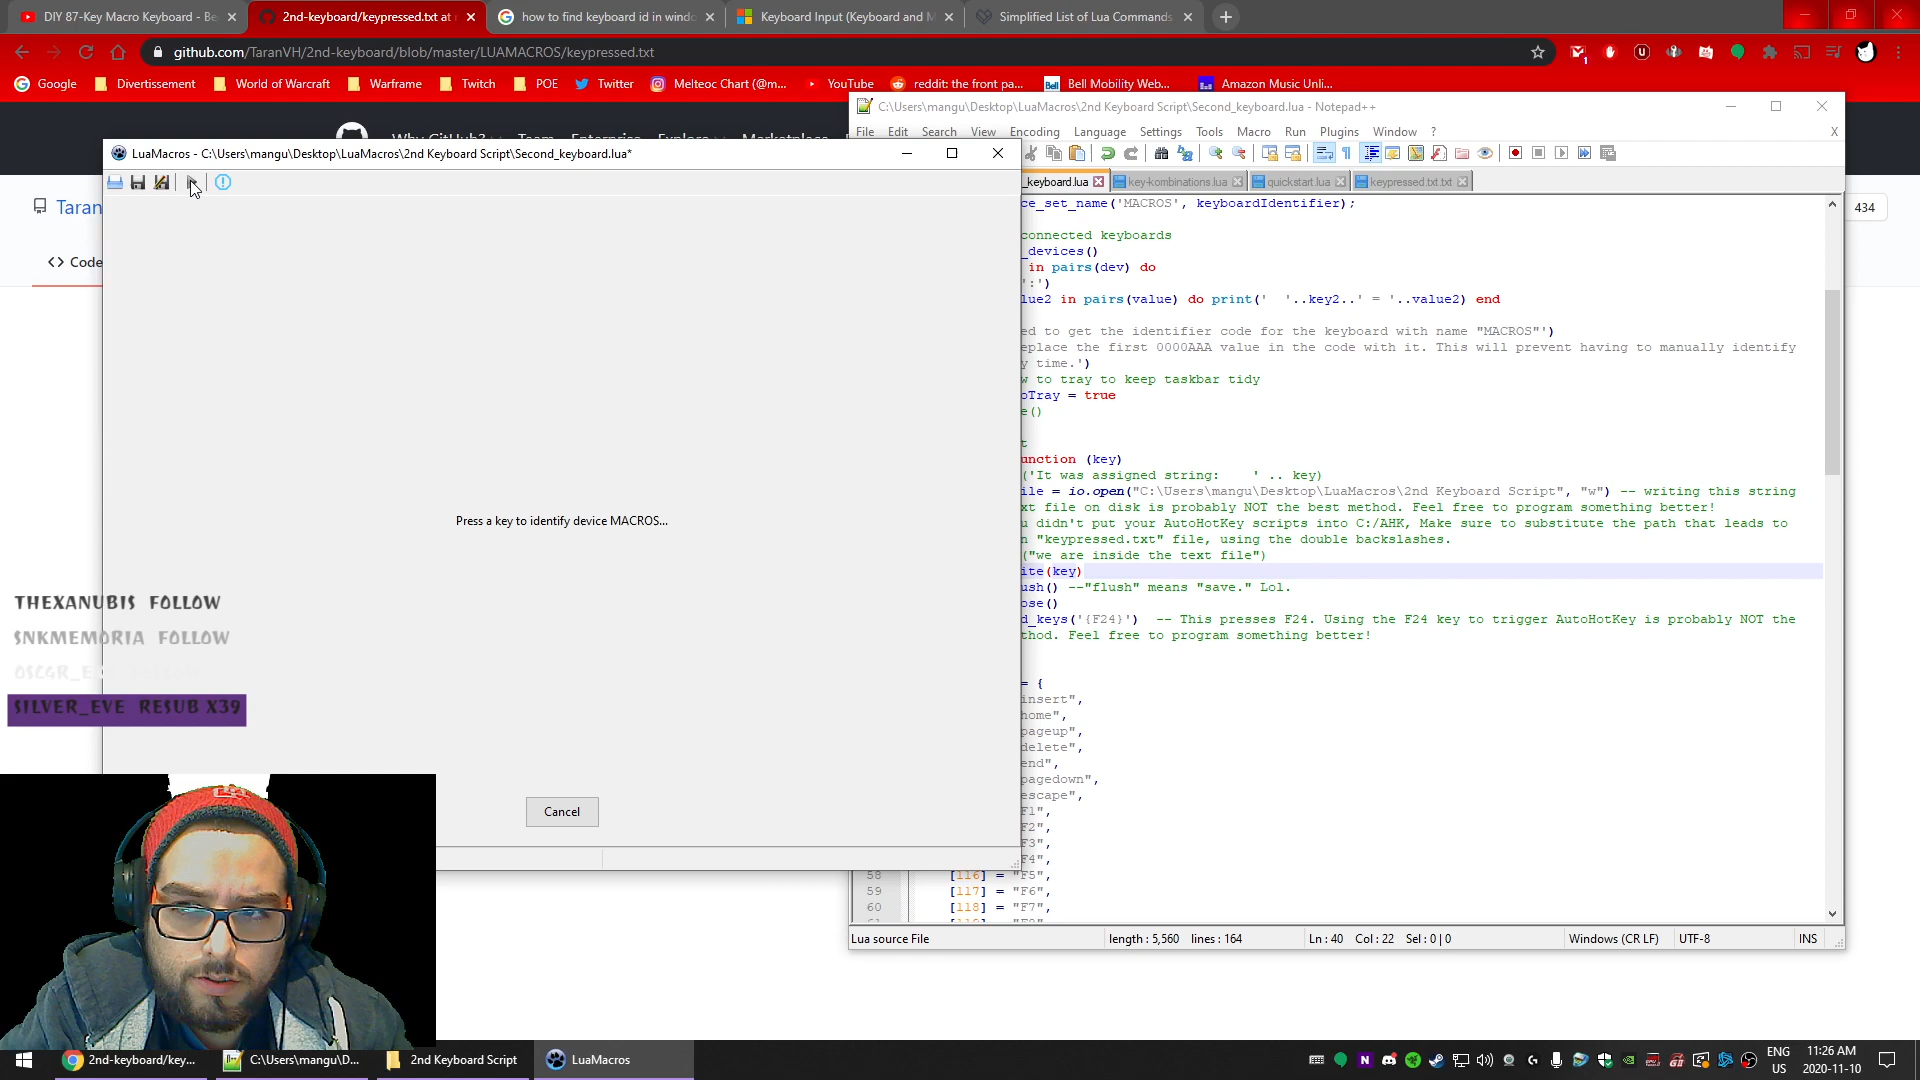 DIY 87-Key Macro Keyboard - Be
2nd-keyboard/keypressed.txt at
how to find keyboard id in windo
Keyboard Input (Keyboard and M
Simplified List of Lua Commands.
github.com/TaranVH/2nd-keyboard/blob/master/LUAMACROS/keypressed.txt
Google
Divertissement
World of Warcraft
Warframe
Twitch
POE
Twitter
Melteoc Chart (@m...
YouTube
reddit: the front pa...
Bell Mobility Web...
Amazon Music Unli...
C:\Users\mangu\Desktop\LuaMacros\2nd Keyboard Script\Second_keyboard.lua - Notepad++
File Edit Search View Encoding Language Settings Tools Macro Run Plugins Window ?
X
LuaMacros - C:\Users\mangu\Desktop\LuaMacros\2nd Keyboard Script\Second_keyboard.lua*
_keyboard.lua
key-kombinations.lua
quickstart.lua
keypressed.txt.txt
Taran
434
<> Code
ce_set_name('MACROS', keyboardIdentifier);
connected keyboards
_devices()
in pairs(dev) do
':')
lue2 in pairs(value) do print('  '..key2..' = '..value2) end
ed to get the identifier code for the keyboard with name "MACROS"')
eplace the first 0000AAA value in the code with it. This will prevent having to manually identify
y time.')
w to tray to keep taskbar tidy
oTray = true
e()
t
unction (key)
('It was assigned string:    ' .. key)
ile = io.open("C:\Users\mangu\Desktop\LuaMacros\2nd Keyboard Script", "w") -- writing this string
xt file on disk is probably NOT the best method. Feel free to program something better!
u didn't put your AutoHotKey scripts into C:/AHK, Make sure to substitute the path that leads to
n "keypressed.txt" file, using the double backslashes.
("we are inside the text file")
ite(key)
ush() --"flush" means "save." Lol.
ose()
d_keys('{F24}')  -- This presses F24. Using the F24 key to trigger AutoHotKey is probably NOT the
thod. Feel free to program something better!
= {
insert",
home",
pageup",
delete",
end",
pagedown",
escape",
F1",
F2",
F3",
F4",
58 [116] = "F5",
59 [117] = "F6",
60 [118] = "F7",
Press a key to identify device MACROS...
Cancel
THEXANUBIS FOLLOW
SNKMEMORIA FOLLOW
SILVER_EVE RESUB X39
Lua source File
length : 5,560 lines : 164
Ln : 40 Col : 22 Sel : 0 | 0
Windows (CR LF)
UTF-8
INS
2nd-keyboard/key...
C:\Users\mangu\D...
2nd Keyboard Script
LuaMacros
ENG
US
11:26 AM
2020-11-10